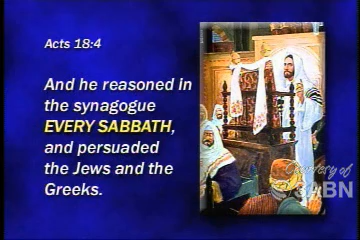 Acts 18:4
And he reasoned in
the synagogue
EVERY SABBATH,
and persuaded
the Jews and the
Greeks.
Courtesy of
3ABN